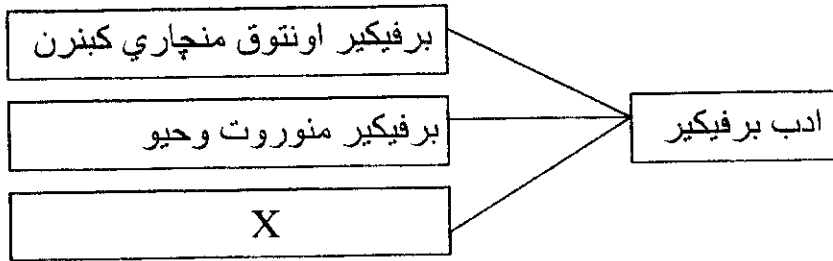 برفيكير اونتوق منچاري كبنرن
برفيكير منوروت وحيو
ادب برفيكير
X